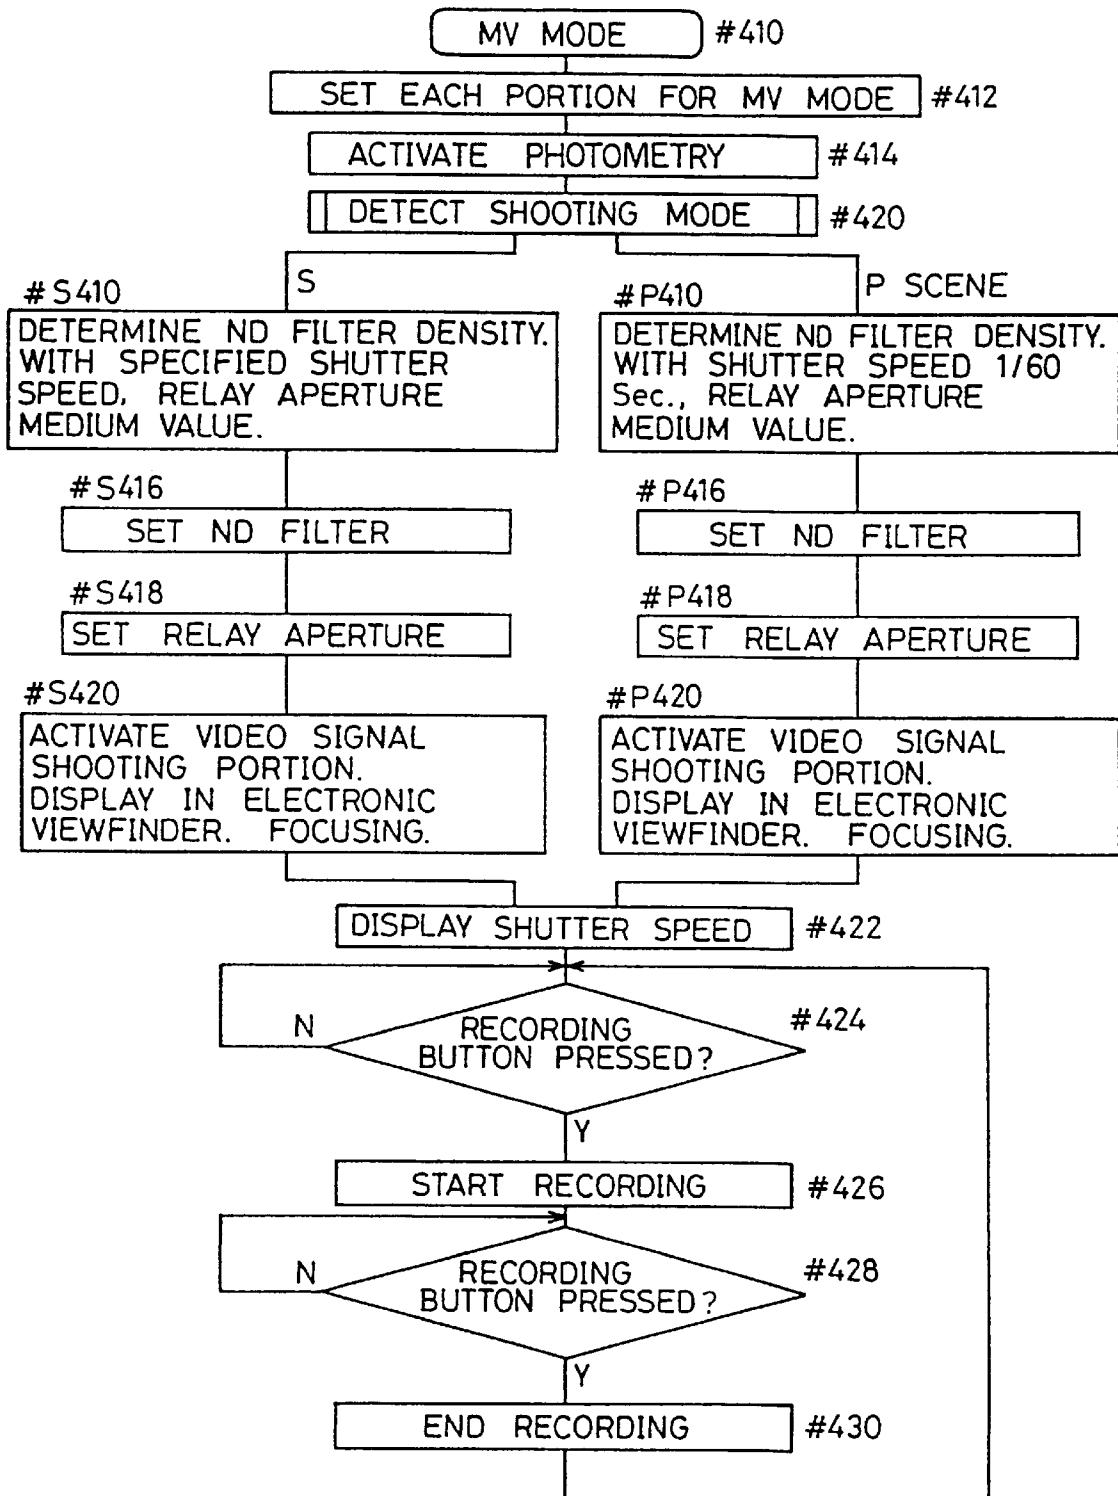 MV MODE #410
SET EACH PORTION FOR MV MODE #412
ACTIVATE PHOTOMETRY #414
DETECT SHOOTING MODE #420
S
P SCENE
#S410
DETERMINE ND FILTER DENSITY.
WITH SPECIFIED SHUTTER
SPEED, RELAY APERTURE
MEDIUM VALUE.
#P410
DETERMINE ND FILTER DENSITY.
WITH SHUTTER SPEED 1/60
Sec., RELAY APERTURE
MEDIUM VALUE.
#S416
SET ND FILTER
#P416
SET ND FILTER
#S418
SET RELAY APERTURE
#P418
SET RELAY APERTURE
#S420
ACTIVATE VIDEO SIGNAL
SHOOTING PORTION.
DISPLAY IN ELECTRONIC
VIEWFINDER. FOCUSING.
#P420
ACTIVATE VIDEO SIGNAL
SHOOTING PORTION.
DISPLAY IN ELECTRONIC
VIEWFINDER. FOCUSING.
DISPLAY SHUTTER SPEED #422
N
RECORDING
BUTTON PRESSED?
#424
Y
START RECORDING #426
N
RECORDING
BUTTON PRESSED?
#428
Y
END RECORDING #430